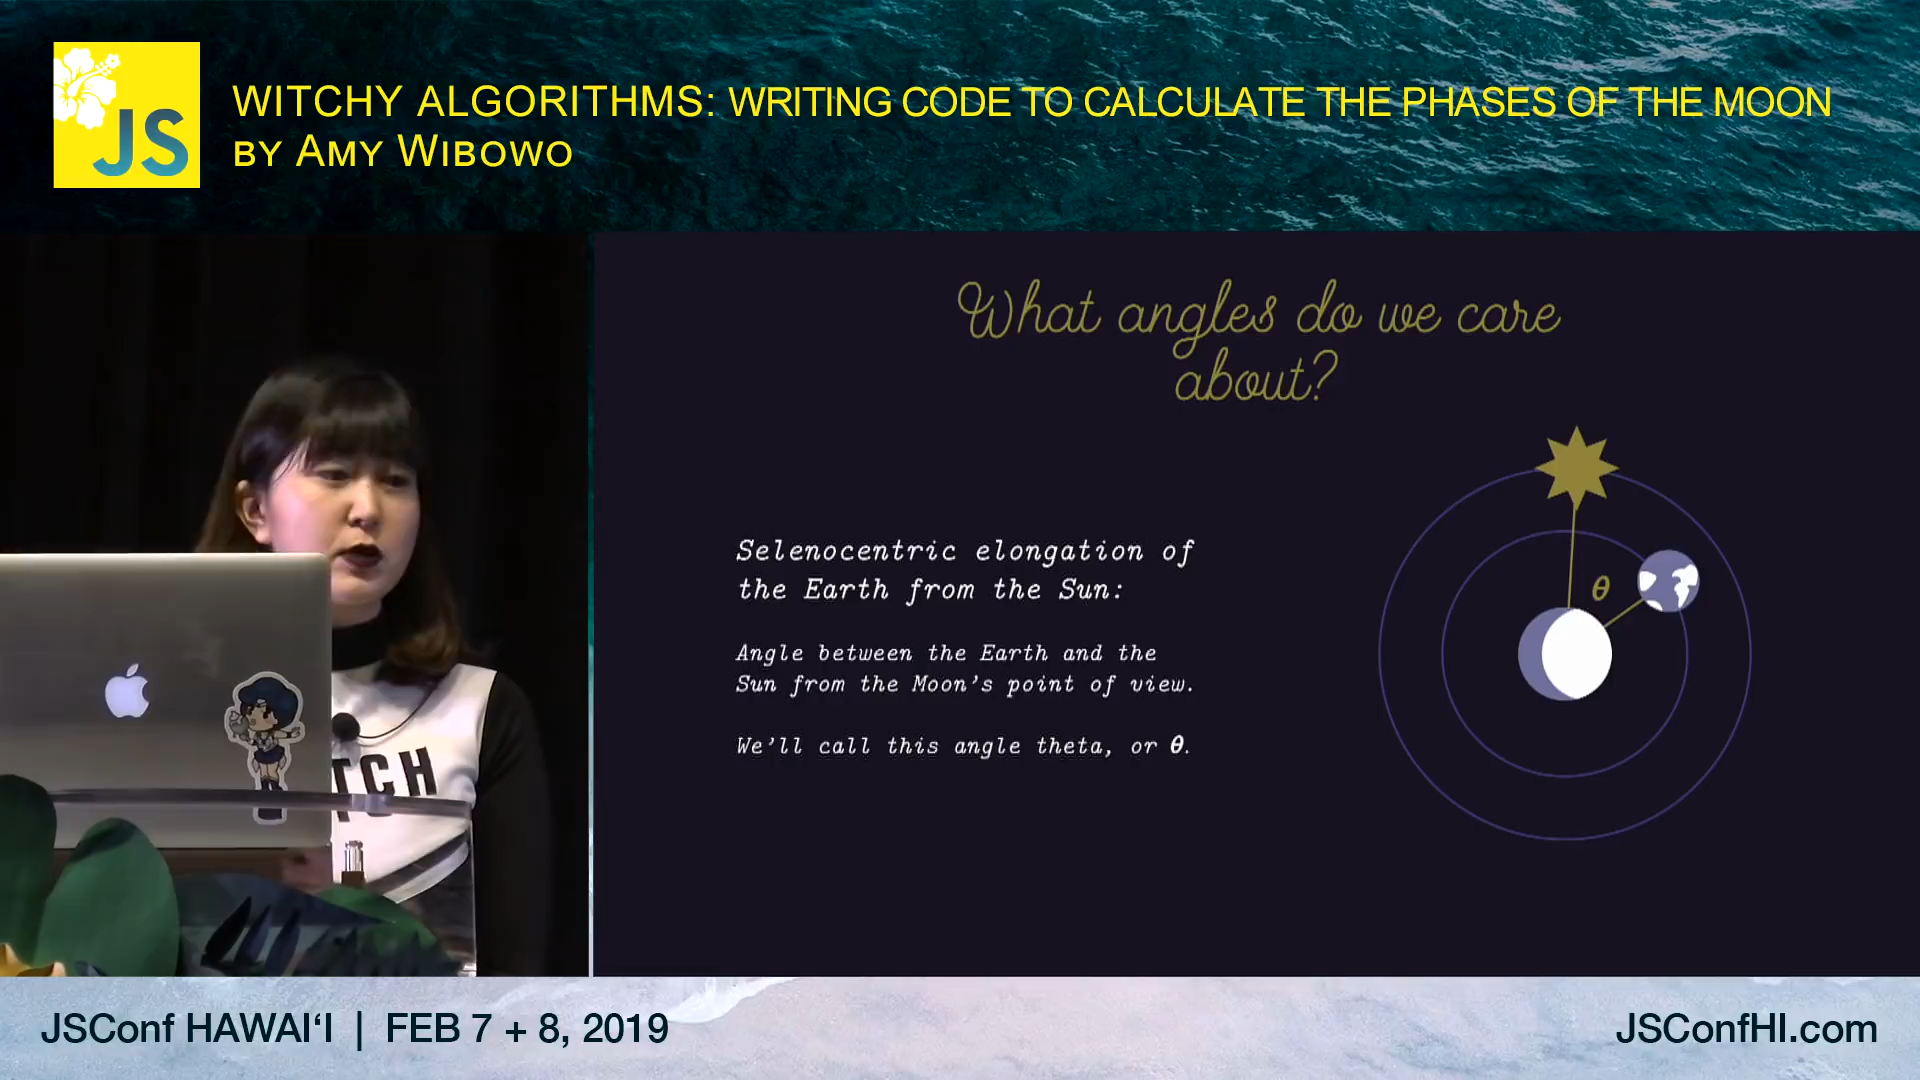 JS
WITCHY ALGORITHMS: WRITING CODE TO CALCULATE THE PHASES OF THE MOON
BY AMY WIBOWO
What angles do we care
about?
Selenocentric elongation of
the Earth from the Sun:
Angle between the Earth and the
Sun from the Moon's point of view.
We'll call this angle theta, or θ.
θ
TCH
JSConf HAWAI‘I | FEB 7 + 8, 2019
JSConfHI.com